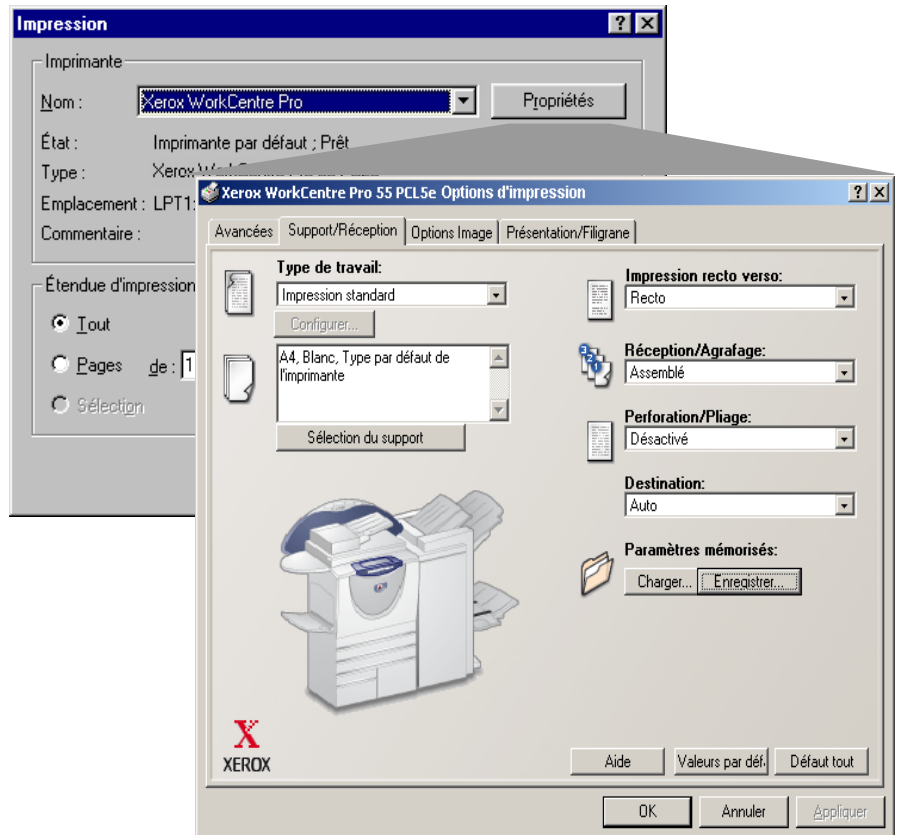 Impression
Imprimante
Nom :
Xerox WorkCentre Pro
Propriétés
État :
Imprimante par défaut ; Prêt
Type :
Xerox
Emplacement : LPT1:
Commentaire :
Étendue d'impression
Tout
Pages
de :
1
Sélection
Xerox WorkCentre Pro 55 PCL5e Options d'impression
Avancées
Support/Réception
Options Image
Présentation/Filigrane
Type de travail:
Impression standard
Configurer...
A4, Blanc, Type par défaut de
l'imprimante
Sélection du support
Impression recto verso:
Recto
Réception/Agrafage:
Assemblé
Perforation/Pliage:
Désactivé
Destination:
Auto
Paramètres mémorisés:
Charger...
Enregistrer...
X
XEROX
Aide
Valeurs par déf.
Défaut tout
OK
Annuler
Appliquer